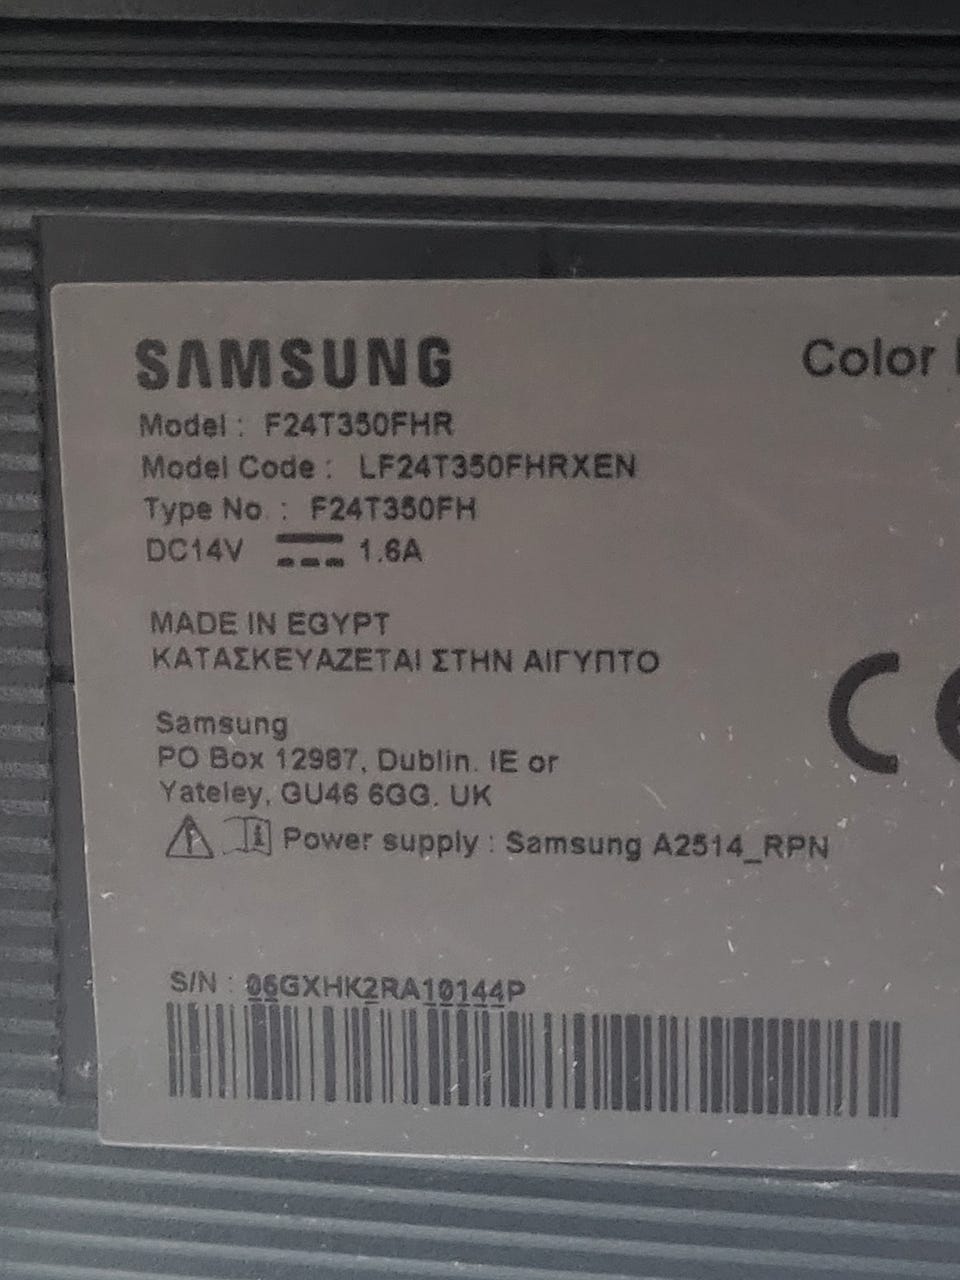 SAMSUNG
Color
Model : F24T350FHR
Model Code : LF24T350FHRXEN
Type No. : F24T350FH
DC14V 1.6A
MADE IN EGYPT
ΚΑΤΑΣΚΕΥΑΖΕΤΑΙ ΣΤΗΝ ΑΙΓΥΠΤΟ
CE
Samsung
PO Box 12987, Dublin. IE or
Yateley, GU46 6GG. UK
Power supply : Samsung A2514_RPN
S/N : 06GXHK2RA10144P